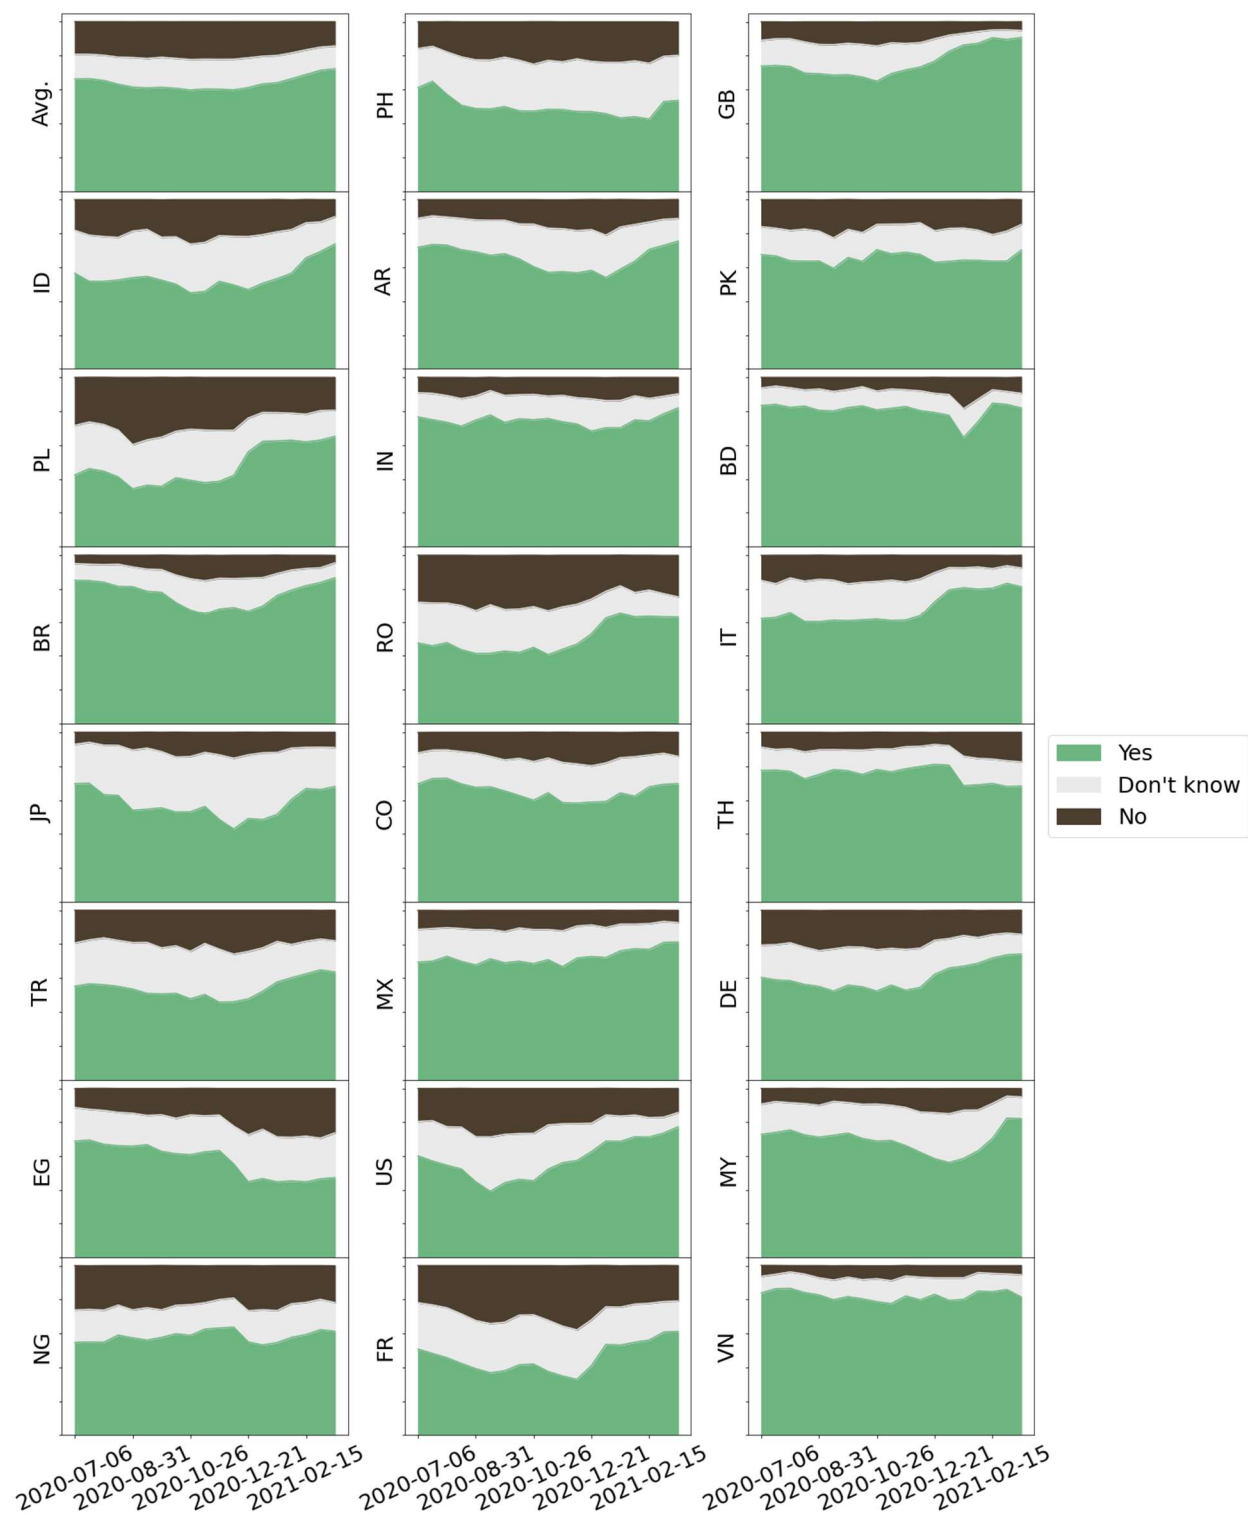 Avg.
PH
GB
ID
AR
PK
PL
IN
BD
BR
RO
IT
JP
CO
TH
TR
MX
DE
EG
US
MY
NG
FR
VN
Yes
Don't know
No
2020-07-06
2020-08-31
2020-10-26
2020-12-21
2021-02-15
2020-07-06
2020-08-31
2020-10-26
2020-12-21
2021-02-15
2020-07-06
2020-08-31
2020-10-26
2020-12-21
2021-02-15